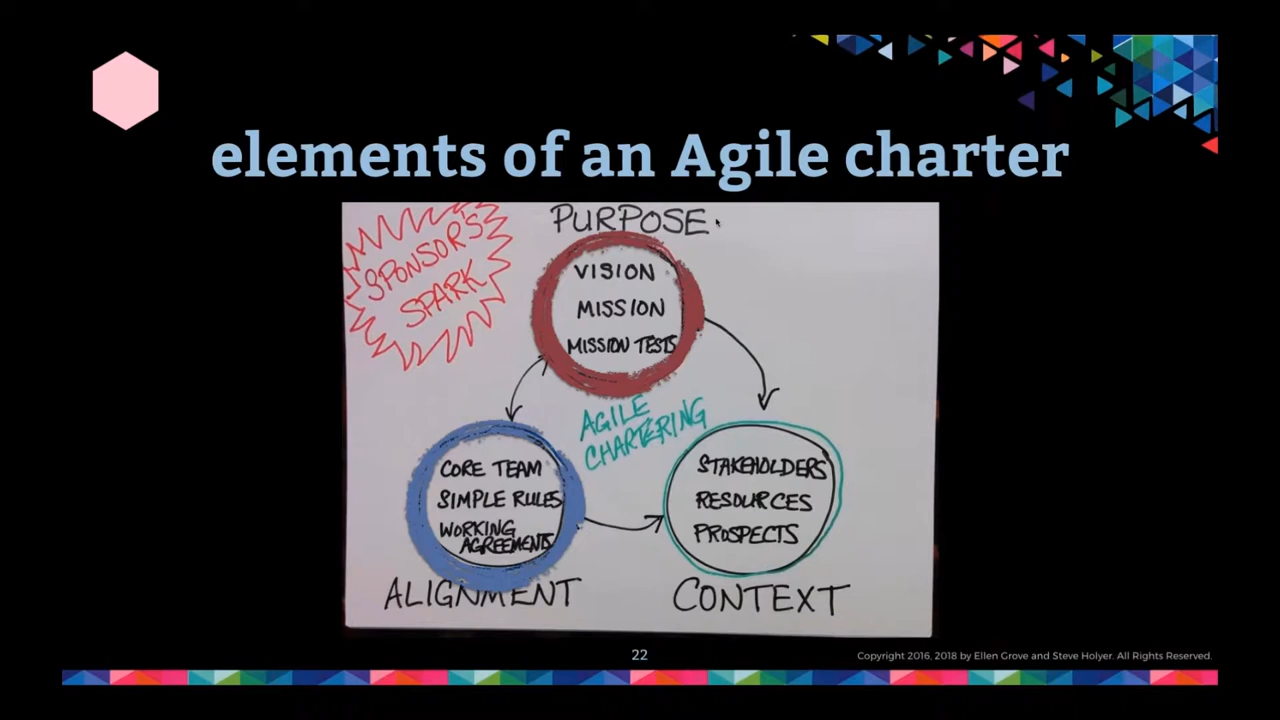 elements of an Agile charter
SPONSORS
SPARK
PURPOSE
VISION
MISSION
MISSION TESTS
AGILE
CHARTERING
CORE TEAM
SIMPLE RULES
WORKING
AGREEMENTS
ALIGNMENT
STAKEHOLDERS
RESOURCES
PROSPECTS
CONTEXT
22
Copyright 2016, 2018 by Ellen Grove and Steve Holyer. All Rights Reserved.